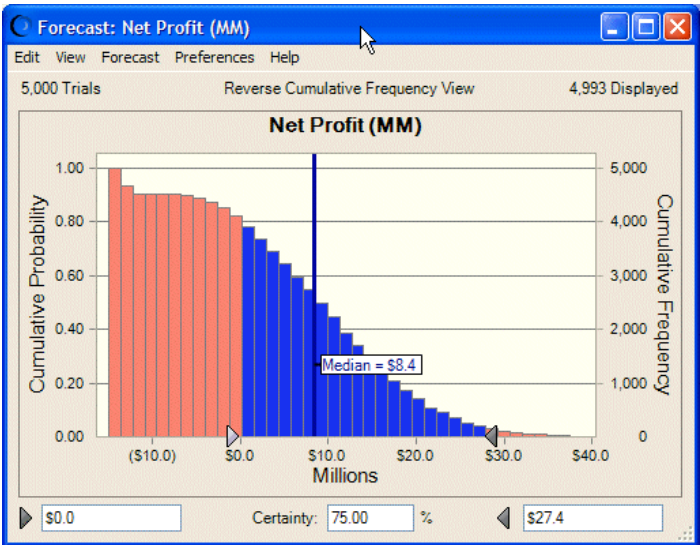 Forecast: Net Profit (MM)
Edit View Forecast Preferences Help
5,000 Trials Reverse Cumulative Frequency View 4,993 Displayed
Net Profit (MM)
Cumulative Probability
1.00
0.80
0.60
0.40
0.20
0.00
5,000
4,000
3,000
2,000
1,000
0
Cumulative Frequency
Median = $8.4
($10.0) $0.0 $10.0 $20.0 $30.0 $40.0
Millions
$0.0 Certainty: 75.00 % $27.4